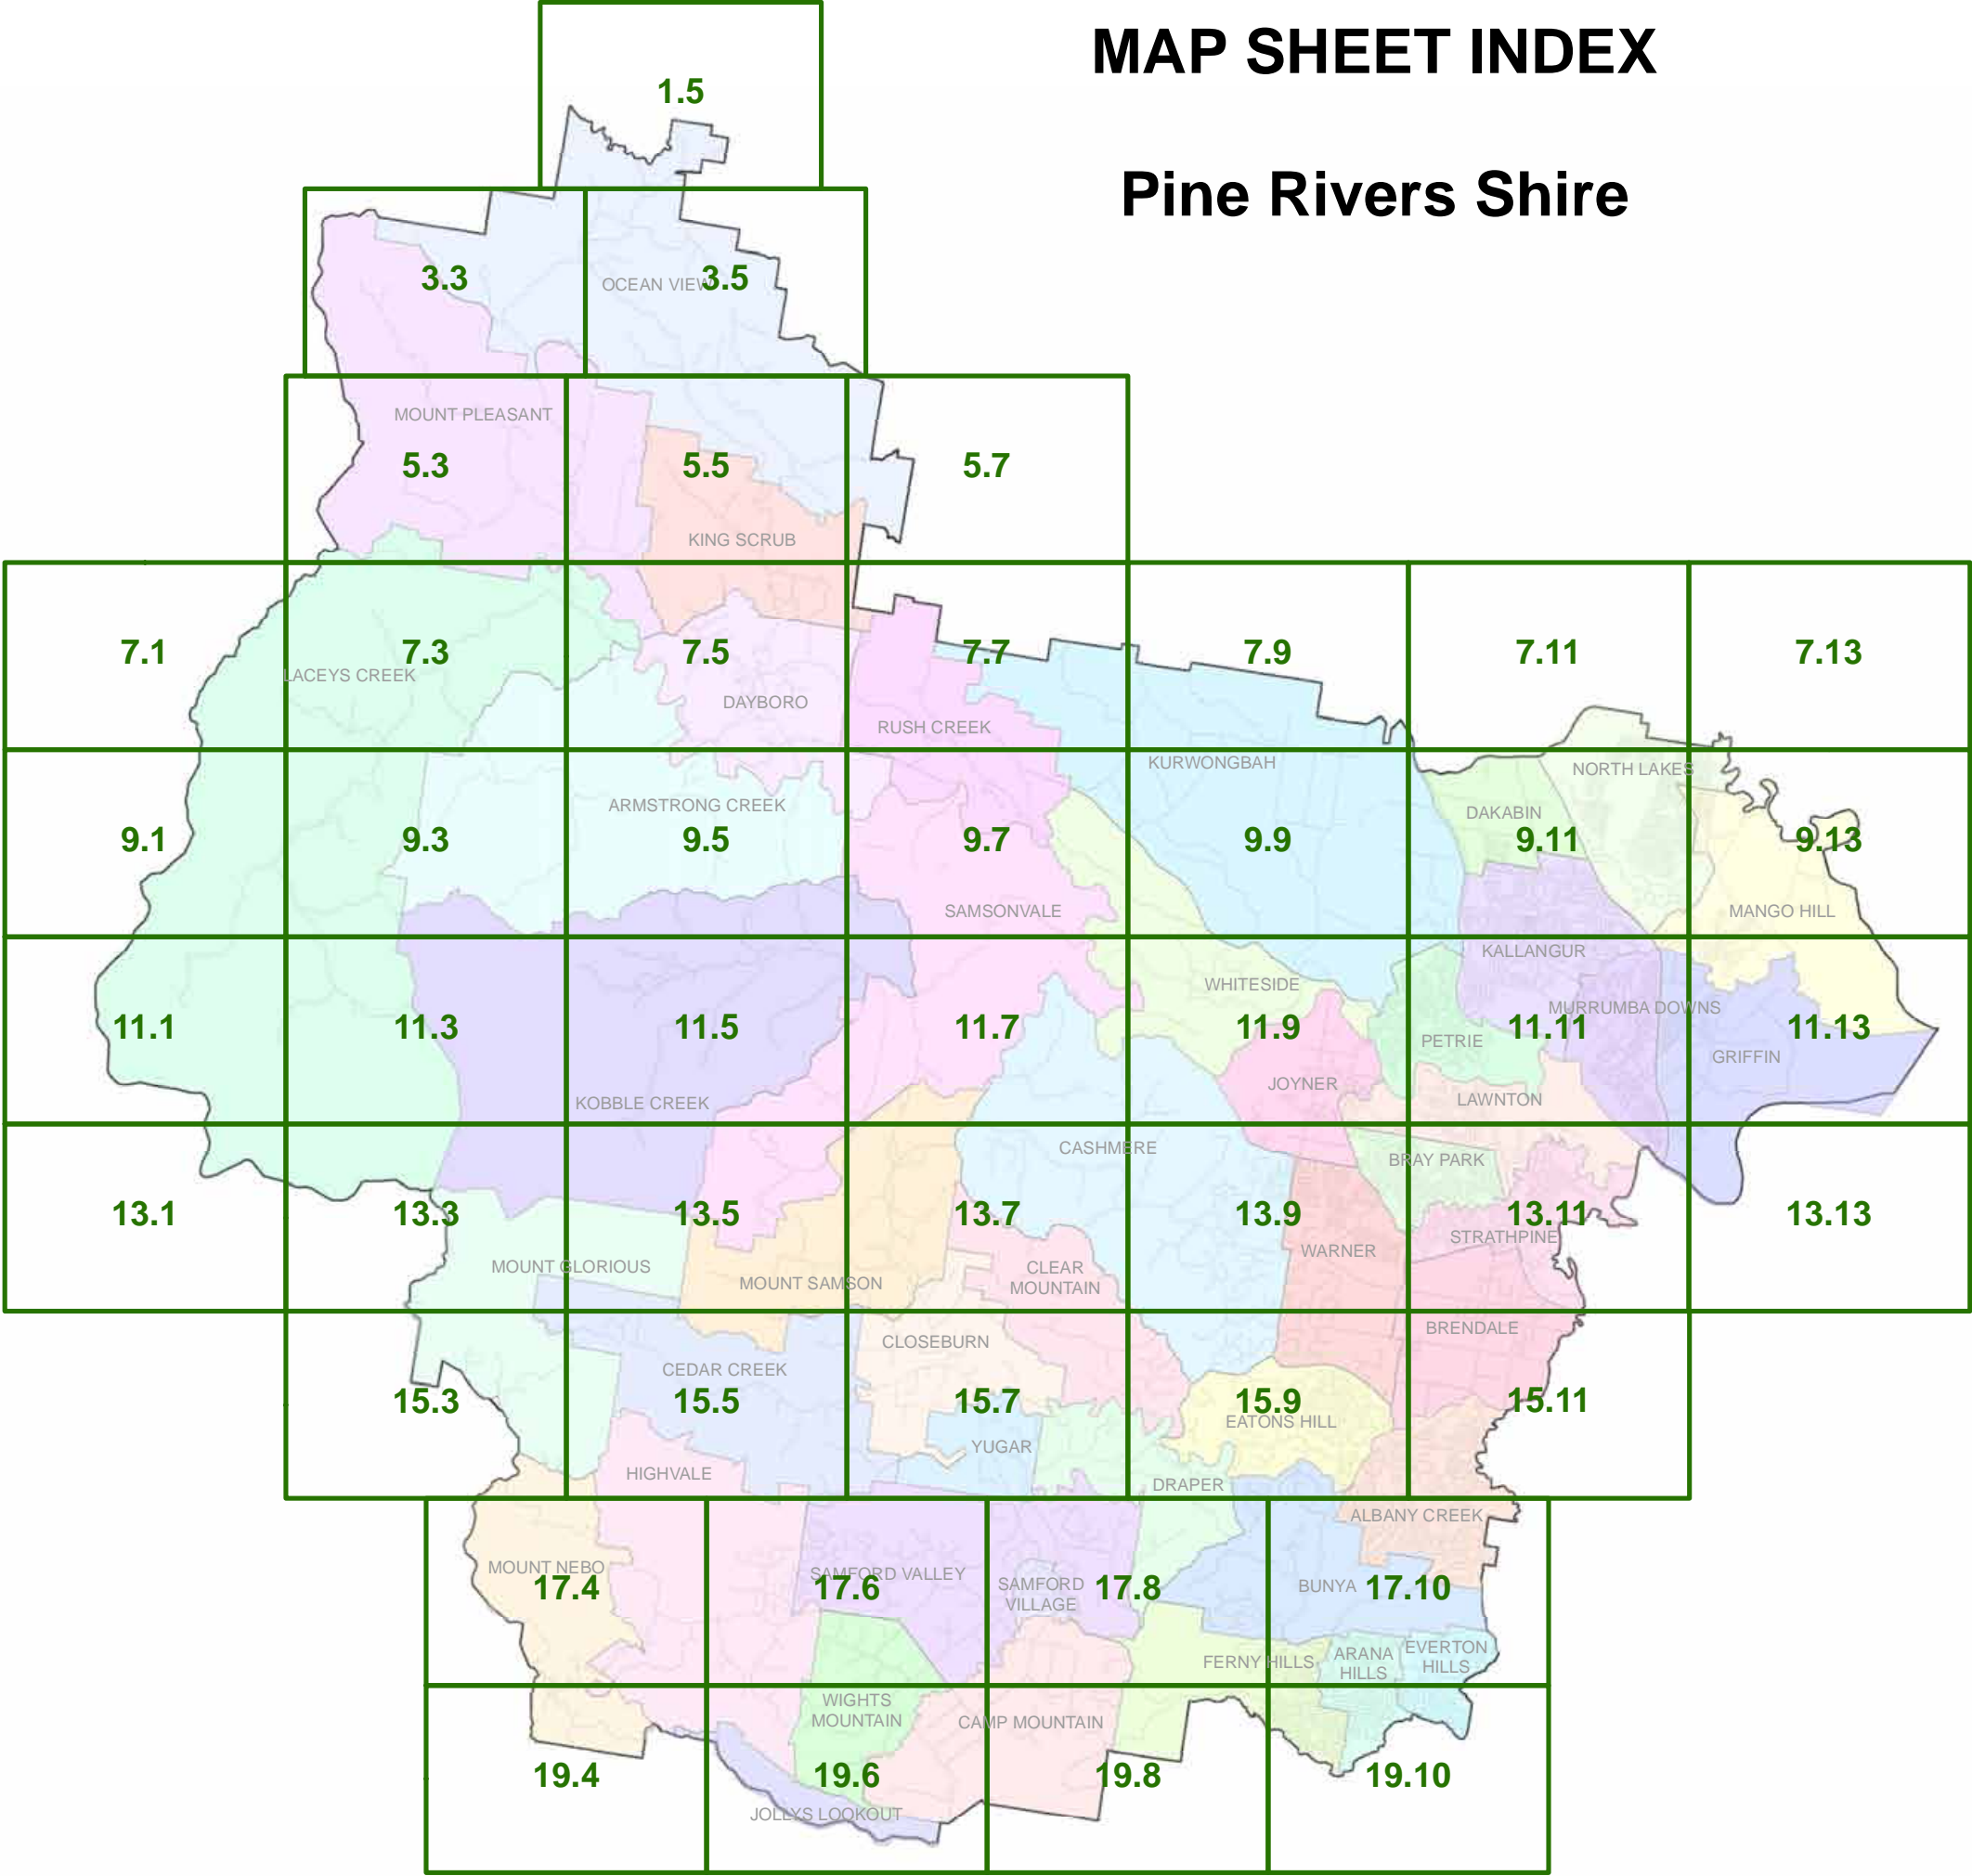 MAP SHEET INDEX
Pine Rivers Shire
1.5
3.3
OCEAN VIEW
3.5
MOUNT PLEASANT
5.3
5.5
5.7
KING SCRUB
7.1
7.3
7.5
7.7
7.9
7.11
7.13
LACEYS CREEK
DAYBORO
RUSH CREEK
KURWONGBAH
NORTH LAKES
ARMSTRONG CREEK
DAKABIN
9.1
9.3
9.5
9.7
9.9
9.11
9.13
SAMSONVALE
MANGO HILL
KALLANGUR
WHITESIDE
MURRUMBA DOWNS
11.1
11.3
11.5
11.7
11.9
11.11
11.13
PETRIE
GRIFFIN
JOYNER
KOBBLE CREEK
LAWNTON
CASHMERE
BRAY PARK
13.1
13.3
13.5
13.7
13.9
13.11
13.13
STRATHPINE
WARNER
MOUNT GLORIOUS
MOUNT SAMSON
CLEAR
MOUNTAIN
BRENDALE
CLOSEBURN
CEDAR CREEK
15.3
15.5
15.7
15.9
15.11
EATONS HILL
YUGAR
HIGHVALE
DRAPER
ALBANY CREEK
MOUNT NEBO
17.4
SAMFORD VALLEY
17.6
SAMFORD
VILLAGE
17.8
BUNYA
17.10
FERNY HILLS
ARANA
HILLS
EVERTON
HILLS
WIGHTS
MOUNTAIN
CAMP MOUNTAIN
19.4
19.6
19.8
19.10
JOLLYS LOOKOUT